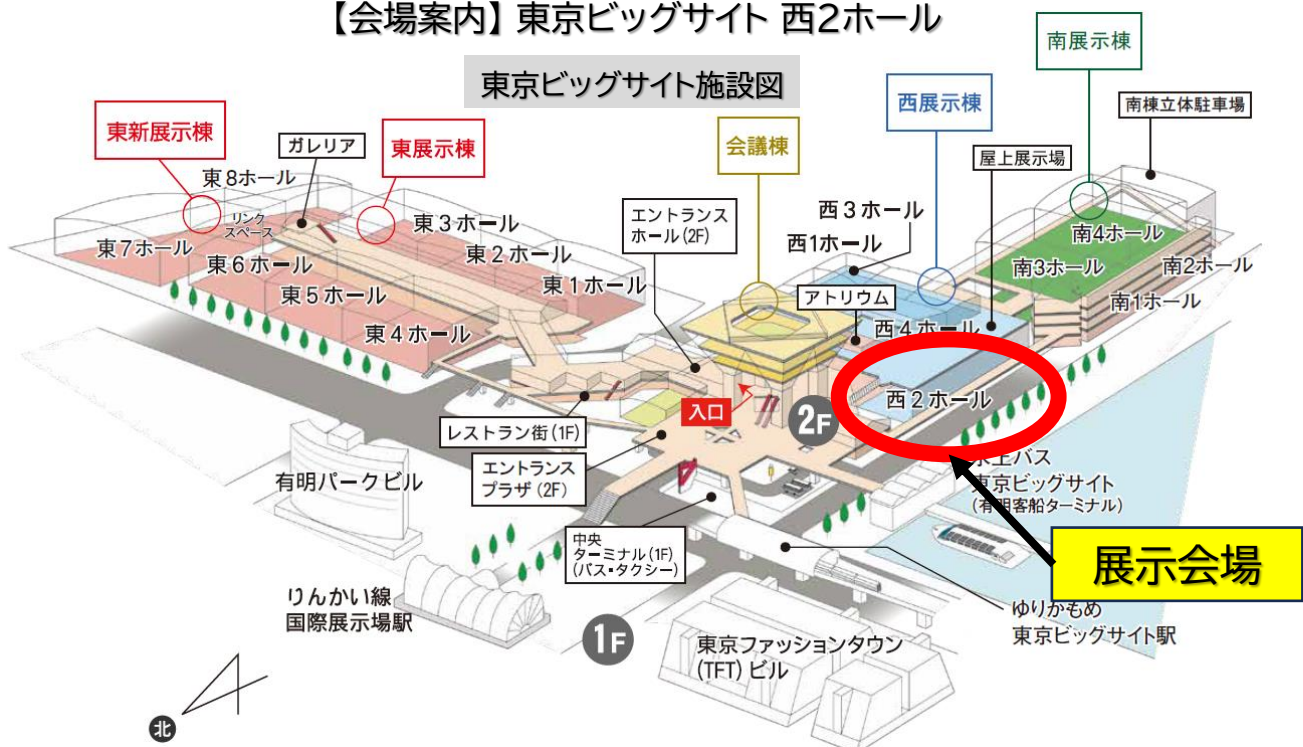 【会場案内】東京ビッグサイト 西2ホール
東京ビッグサイト施設図
南展示棟
西展示棟
南棟立体駐車場
東新展示棟
ガレリア
東展示棟
会議棟
屋上展示場
東8ホール
リンク
スペース
東3ホール
エントランス
ホール(2F)
西3ホール
西1ホール
南4ホール
東7ホール
東6ホール
東2ホール
南3ホール
南2ホール
東5ホール
東1ホール
アトリウム
南1ホール
東4ホール
西4ホール
入口
2F
西2ホール
レストラン街(1F)
エントランス
プラザ(2F)
有明パークビル
水上バス
東京ビッグサイト
(有明客船ターミナル)
中央
ターミナル(1F)
(バス・タクシー)
展示会場
りんかい線
国際展示場駅
ゆりかもめ
東京ビッグサイト駅
1F
東京ファッションタウン
(TFT)ビル
北